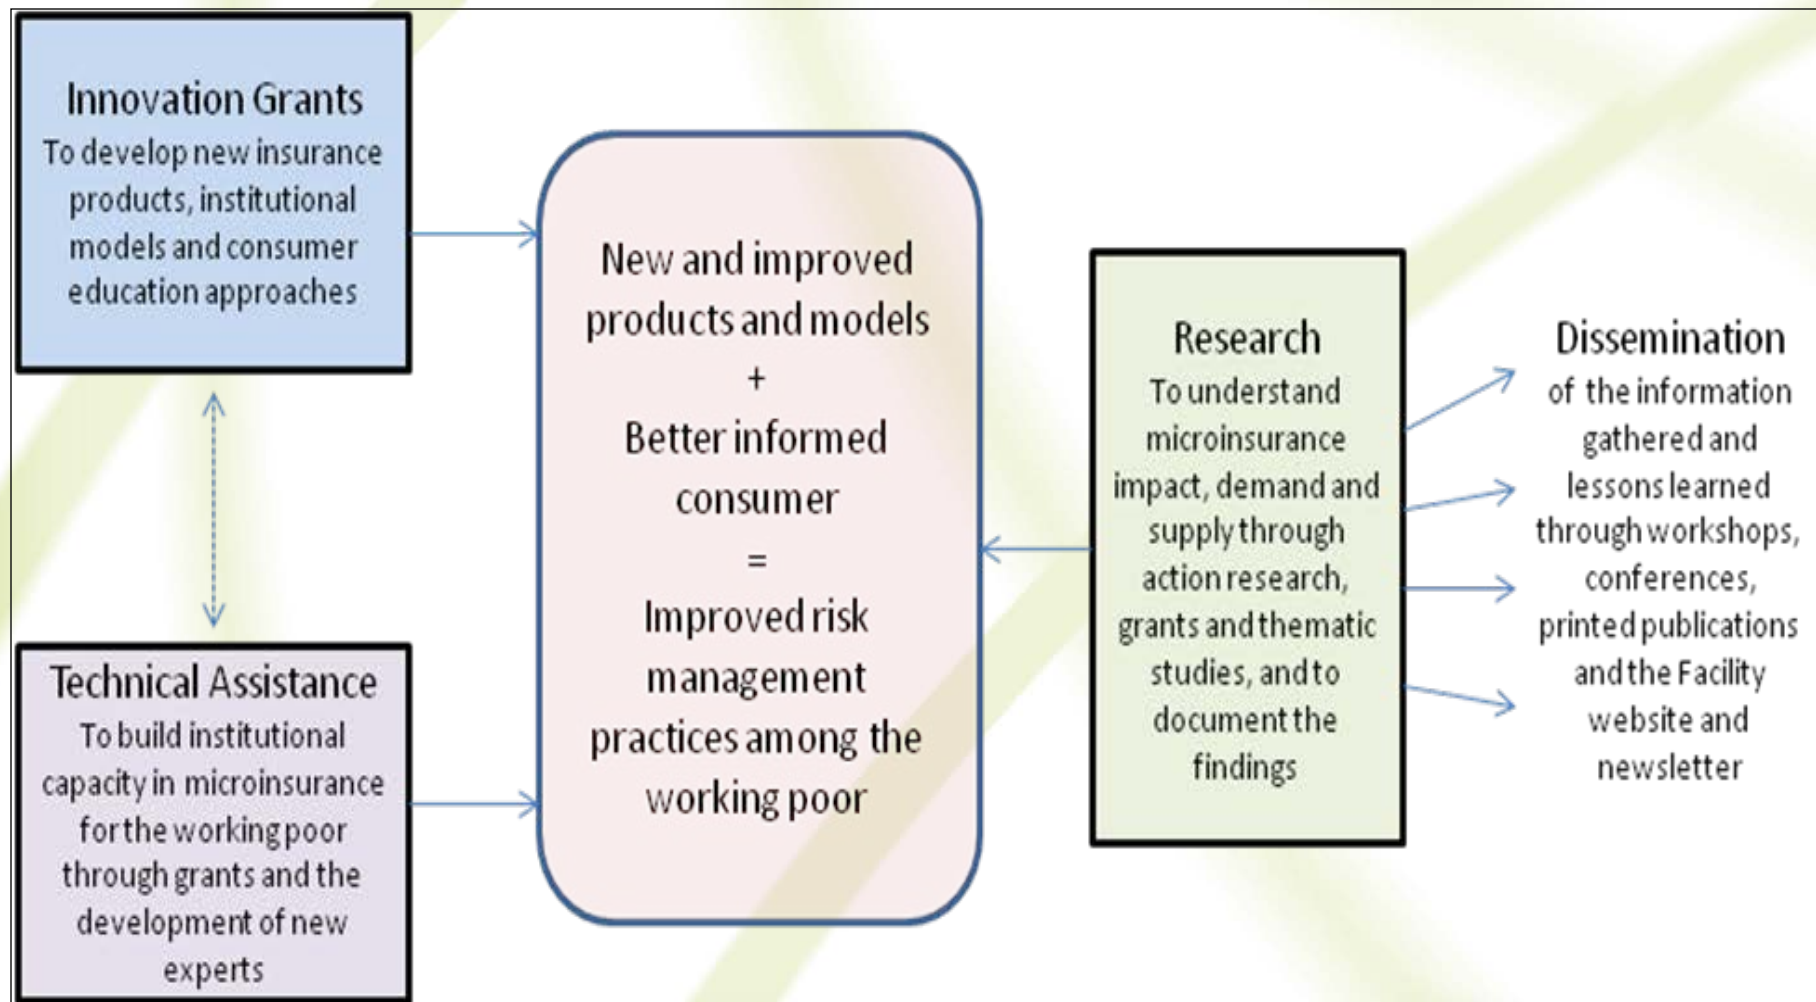 Innovation Grants
To develop new insurance
products, institutional
models and consumer
education approaches
Technical Assistance
To build institutional
capacity in microinsurance
for the working poor
through grants and the
development of new
experts
New and improved
products and models
+
Better informed
consumer
=
Improved risk
management
practices among the
working poor
Research
To understand
microinsurance
impact, demand and
supply through
action research,
grants and thematic
studies, and to
document the
findings
Dissemination
of the information
gathered and
lessons learned
through workshops,
conferences,
printed publications
and the Facility
website and
newsletter